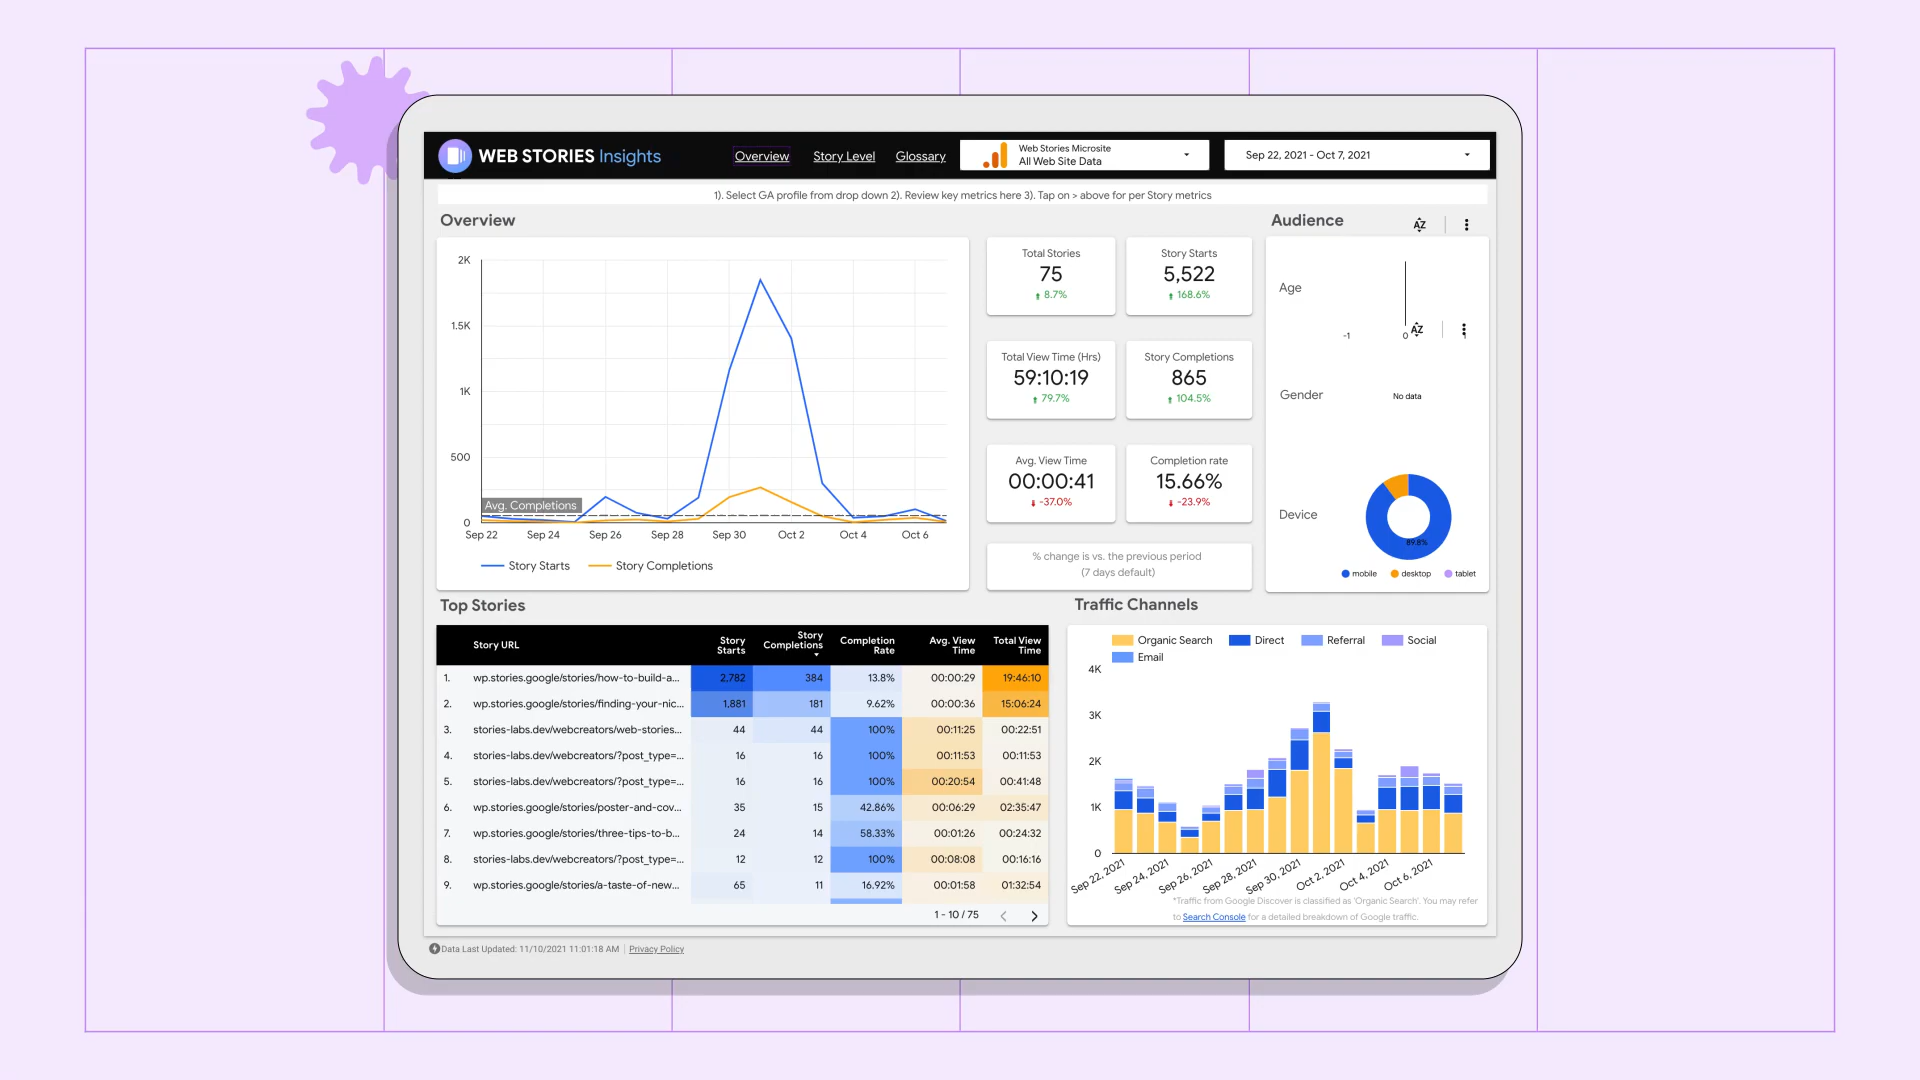 WEB STORIES Insights
Overview
Story Level
Glossary
Web Stories Microsite
All Web Site Data
Sep 22, 2021 - Oct 7, 2021
1). Select GA profile from drop down 2). Review key metrics here 3). Tap on > above for per Story metrics
Overview
2K
1.5K
1K
500
0
Avg. Completions
Sep 22 Sep 24 Sep 26 Sep 28 Sep 30 Oct 2 Oct 4 Oct 6
Story Starts Story Completions
Total Stories
75
8.7%
Story Starts
5,522
168.6%
Total View Time (Hrs)
59:10:19
79.7%
Story Completions
865
104.5%
Avg. View Time
00:00:41
-37.0%
Completion rate
15.66%
-23.9%
% change is vs. the previous period
(7 days default)
Audience
AZ
Age
-1 0 1
AZ
Gender
No data
Device
89.8%
mobile desktop tablet
Top Stories
Story URL
Story Starts
Story Completions
Completion Rate
Avg. View Time
Total View Time
1. wp.stories.google/stories/how-to-build-a... 2,782 384 13.8% 00:00:29 19:46:10
2. wp.stories.google/stories/finding-your-nic... 1,881 181 9.62% 00:00:36 15:06:24
3. stories-labs.dev/webcreators/web-stories... 44 44 100% 00:11:25 00:22:51
4. stories-labs.dev/webcreators/?post_type=... 16 16 100% 00:11:53 00:11:53
5. stories-labs.dev/webcreators/?post_type=... 16 16 100% 00:20:54 00:41:48
6. wp.stories.google/stories/poster-and-cov... 35 15 42.86% 00:06:29 02:35:47
7. wp.stories.google/stories/three-tips-to-b... 24 14 58.33% 00:01:26 00:24:32
8. stories-labs.dev/webcreators/?post_type=... 12 12 100% 00:08:08 00:16:16
9. wp.stories.google/stories/a-taste-of-new... 65 11 16.92% 00:01:58 01:32:54
1 - 10 / 75
Traffic Channels
Organic Search Direct Referral Social
Email
4K
3K
2K
1K
0
Sep 22, 2021 Sep 24, 2021 Sep 26, 2021 Sep 28, 2021 Sep 30, 2021 Oct 2, 2021 Oct 4, 2021 Oct 6, 2021
*Traffic from Google Discover is classified as 'Organic Search'. You may refer
to Search Console for a detailed breakdown of Google traffic.
Data Last Updated: 11/10/2021 11:01:18 AM
Privacy Policy